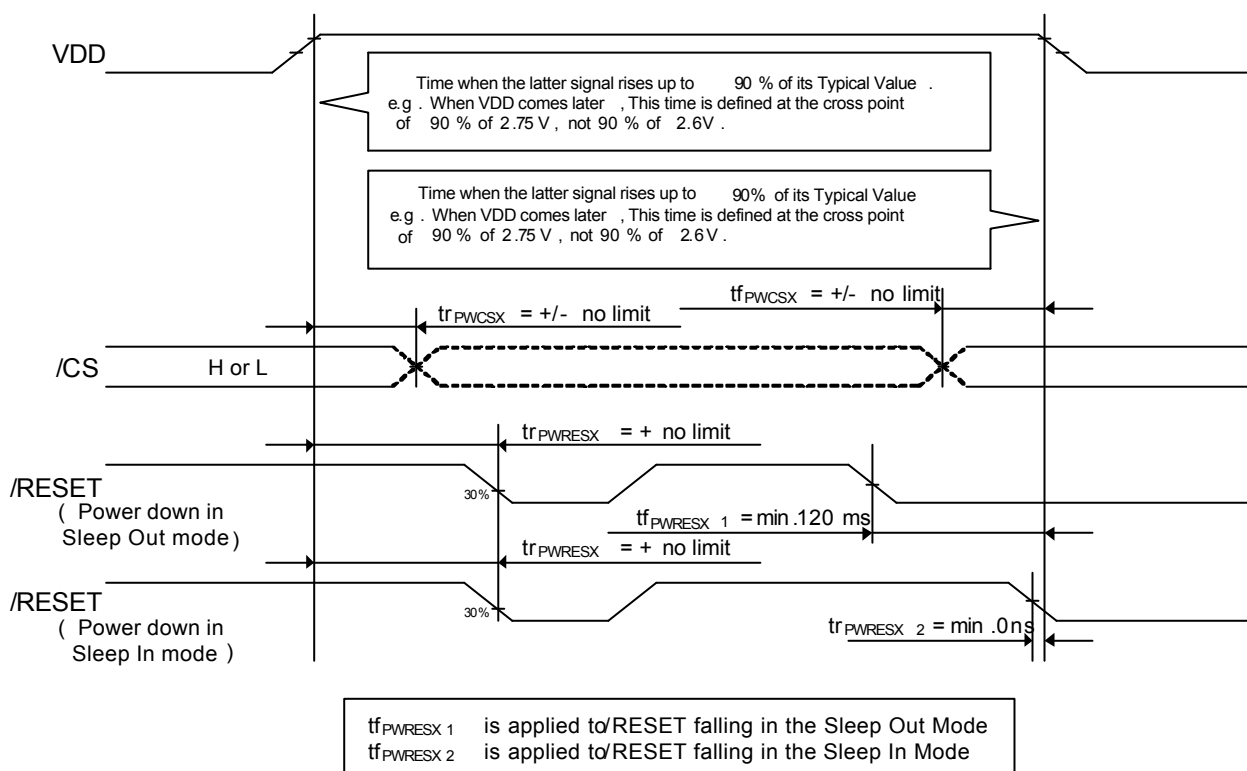 VDD
Time when the latter signal rises up to 90 % of its Typical Value .
e.g . When VDD comes later , This time is defined at the cross point
of 90 % of 2.75 V , not 90 % of 2.6V .
Time when the latter signal rises up to 90% of its Typical Value
e.g . When VDD comes later , This time is defined at the cross point
of 90 % of 2.75 V , not 90 % of 2.6V .
tfPWCSX = +/- no limit
trPWCSX = +/- no limit
/CS
H or L
trPWRESX = + no limit
/RESET
( Power down in
Sleep Out mode )
30%
tfPWRESX 1 = min .120 ms
trPWRESX = + no limit
/RESET
( Power down in
Sleep In mode )
30%
trPWRESX 2 = min .0ns
tfPWRESX 1 is applied to/RESET falling in the Sleep Out Mode
tfPWRESX 2 is applied to/RESET falling in the Sleep In Mode